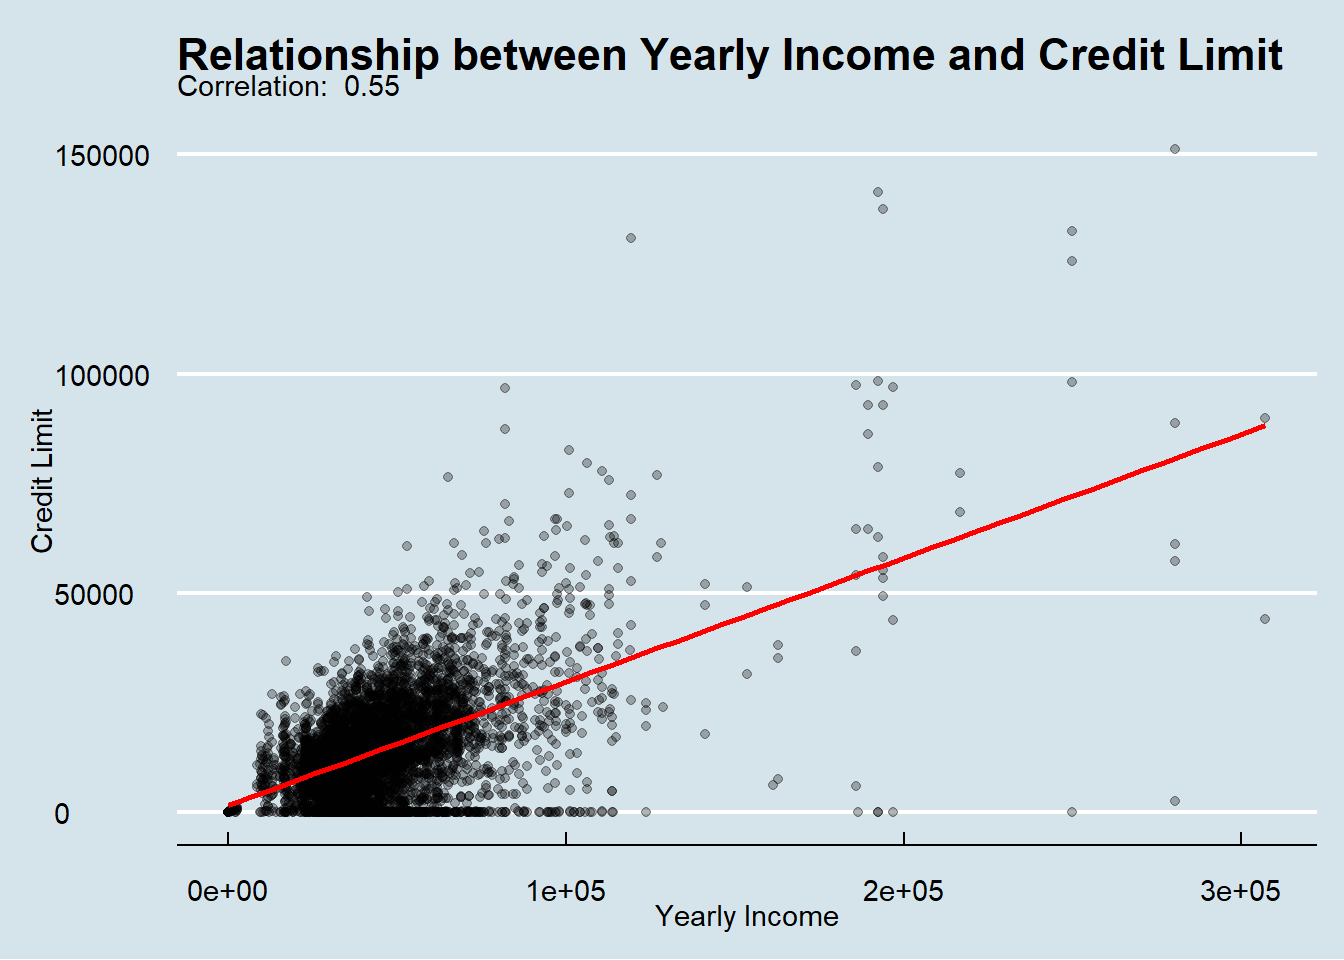 Relationship between Yearly Income and Credit Limit
Correlation:  0.55
150000
100000
50000
0
Credit Limit
0e+00
1e+05
2e+05
3e+05
Yearly Income